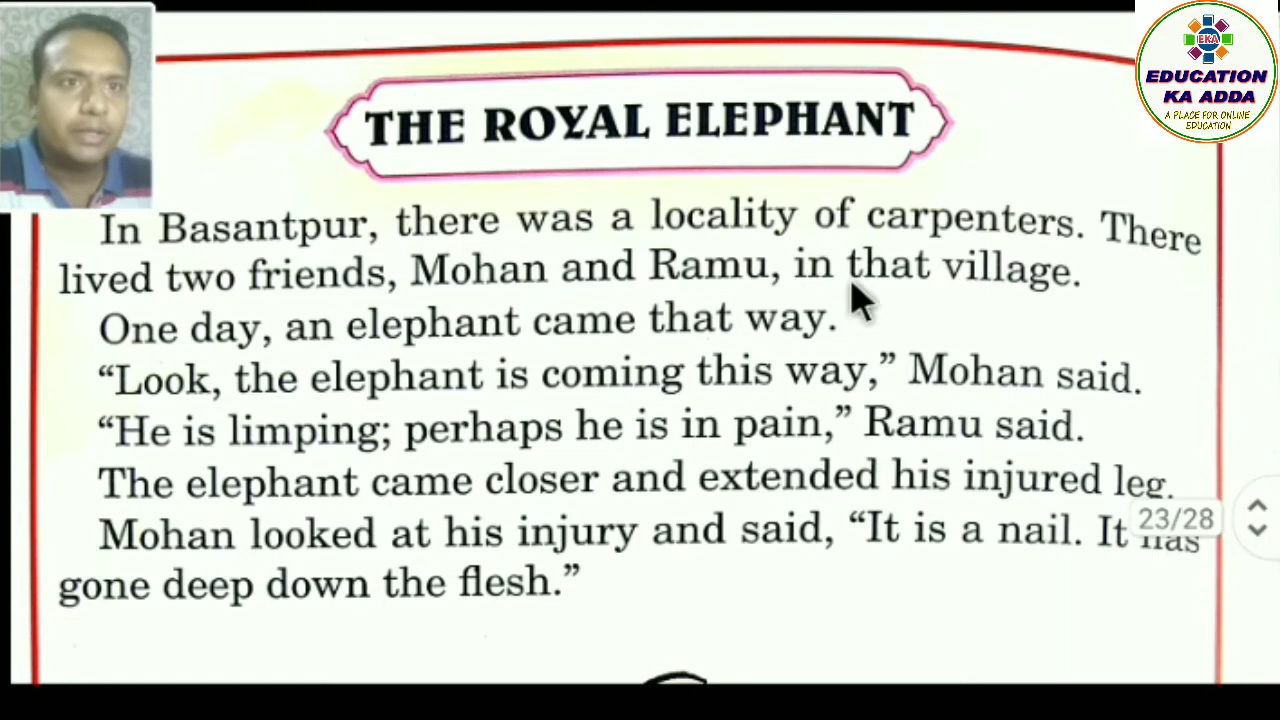 EKA
EDUCATION
KA ADDA
A PLACE FOR ONLINE
EDUCATION
THE ROYAL ELEPHANT
In Basantpur, there was a locality of carpenters. There
lived two friends, Mohan and Ramu, in that village.
One day, an elephant came that way.
“Look, the elephant is coming this way,” Mohan said.
“He is limping; perhaps he is in pain,” Ramu said.
The elephant came closer and extended his injured leg.
Mohan looked at his injury and said, “It is a nail. It has
gone deep down the flesh.”
23/28